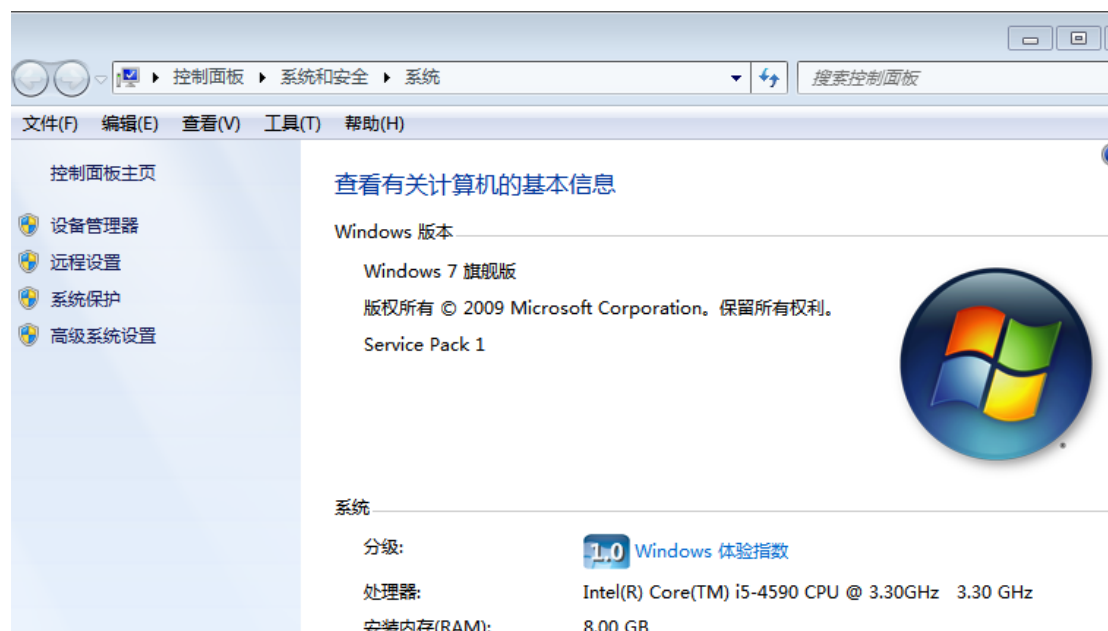 控制面板 系统和安全 系统 搜索控制面板
文件(F) 编辑(E) 查看(V) 工具(T) 帮助(H)
控制面板主页
设备管理器
远程设置
系统保护
高级系统设置
查看有关计算机的基本信息
Windows 版本
Windows 7 旗舰版
版权所有 © 2009 Microsoft Corporation。保留所有权利。
Service Pack 1
系统
分级: 1.0 Windows 体验指数
处理器: Intel(R) Core(TM) i5-4590 CPU @ 3.30GHz 3.30 GHz
安装内存(RAM): 8.00 GB